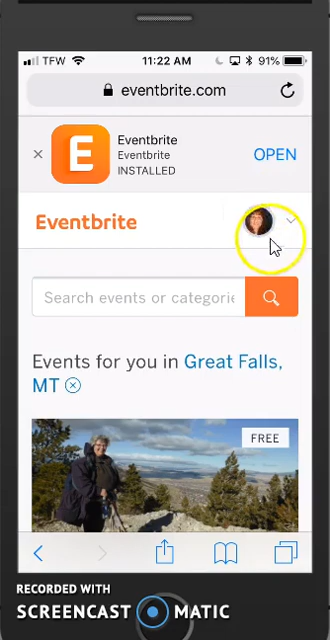 TFW 11:22 AM 91%
eventbrite.com
Eventbrite
Eventbrite
INSTALLED
OPEN
E
Eventbrite
Search events or categorie
Events for you in Great Falls,
MT
FREE
RECORDED WITH
SCREENCAST MATIC